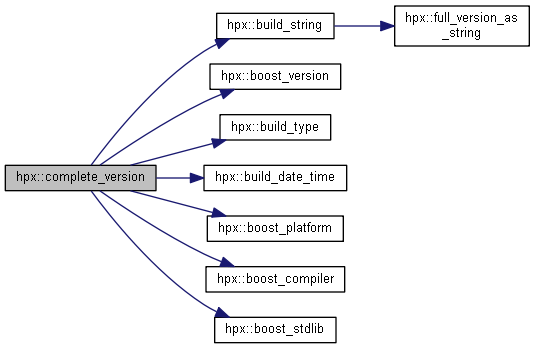 hpx::complete_version
hpx::build_string
hpx::full_version_as
_string
hpx::boost_version
hpx::build_type
hpx::build_date_time
hpx::boost_platform
hpx::boost_compiler
hpx::boost_stdlib